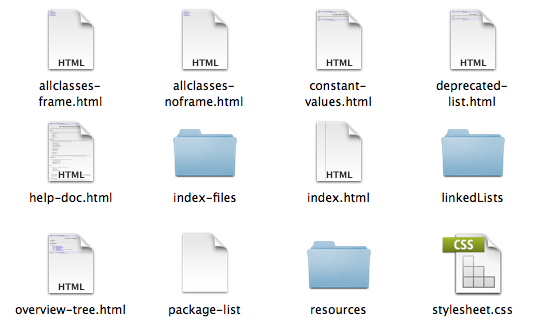 HTML HTML HTML HTML
allclasses- allclasses- constant- deprecated-
frame.html noframe.html values.html list.html
HTML HTML
help-doc.html index-files index.html linkedLists
HTML CSS
overview-tree.html package-list resources stylesheet.css